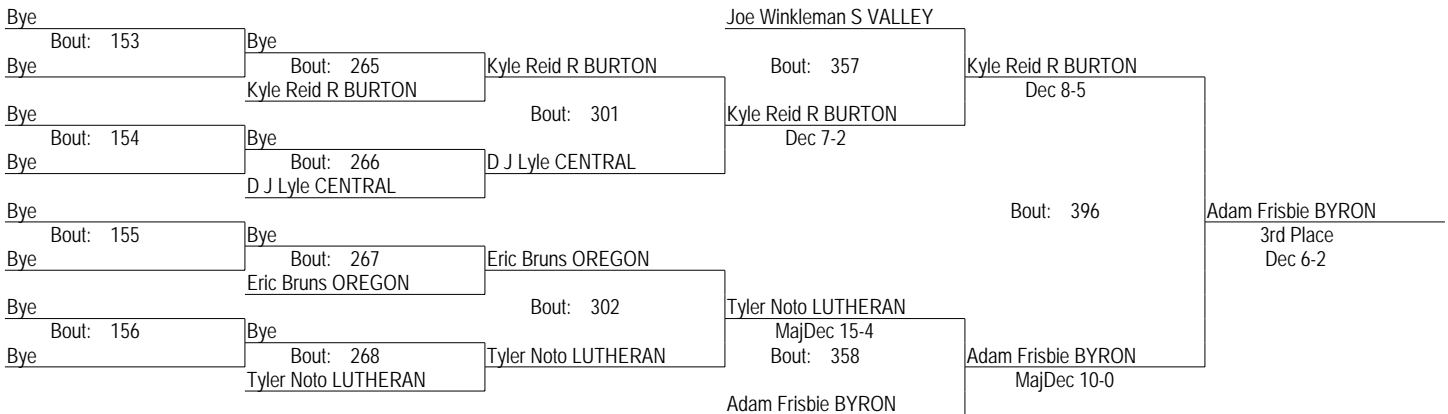 Bye Joe Winkleman S VALLEY
Bout: 153 Bye
Bye Bout: 265 Kyle Reid R BURTON Bout: 357 Kyle Reid R BURTON
Kyle Reid R BURTON Dec 8-5
Bye Bout: 301 Kyle Reid R BURTON
Bout: 154 Bye Dec 7-2
Bye Bout: 266 D J Lyle CENTRAL
D J Lyle CENTRAL
Bye Bout: 396 Adam Frisbie BYRON
Bout: 155 Bye 3rd Place
Bye Bout: 267 Eric Bruns OREGON Dec 6-2
Eric Bruns OREGON
Bye Bout: 302 Tyler Noto LUTHERAN
Bout: 156 Bye MajDec 15-4
Bye Bout: 268 Tyler Noto LUTHERAN Bout: 358 Adam Frisbie BYRON
Tyler Noto LUTHERAN MajDec 10-0
Adam Frisbie BYRON